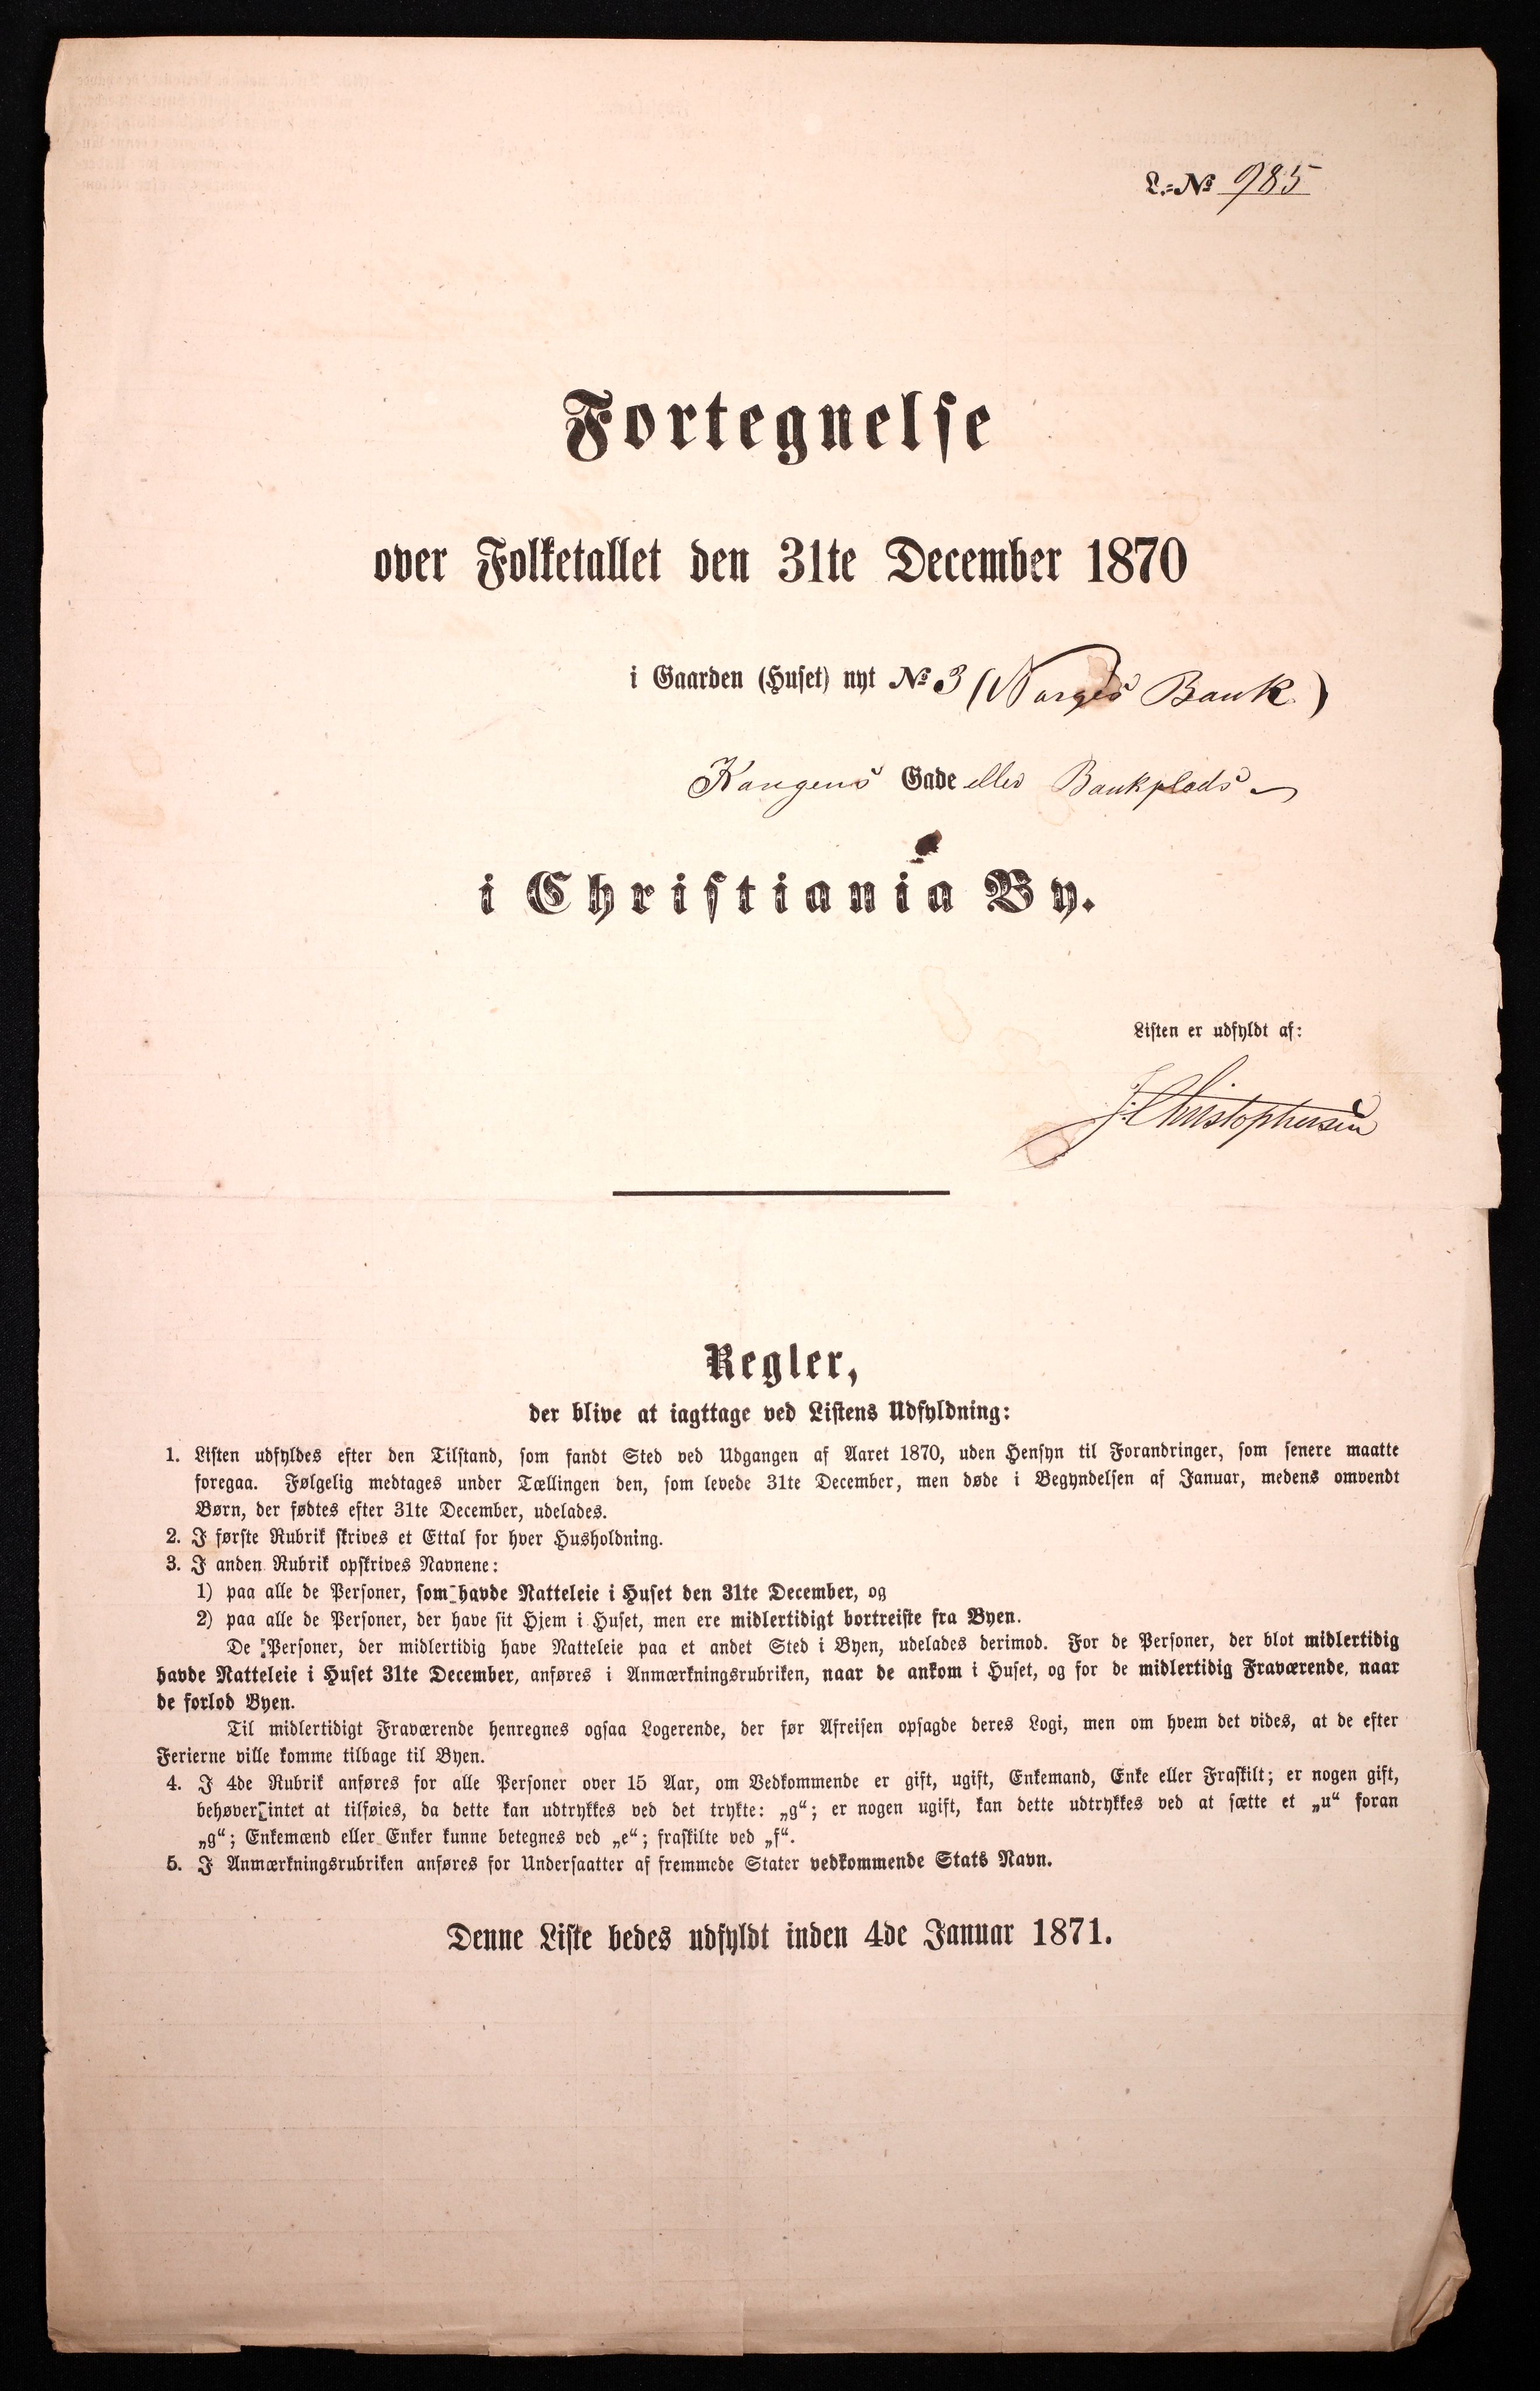 L.-№ 985
Fortegnelse
over Folketallet den 31te December 1870
i Gaarden (Huset) nyt № 3 (Norges Bank)
Kongens Gade eller Bankplads
i Christiania By.
Listen er udfyldt af:
J. Christophersen
Regler,
der blive at iagttage ved Listens Udfyldning:
1. Listen udfyldes efter den Tilstand, som fandt Sted ved Udgangen af Aaret 1870, uden Hensyn til Forandringer, som senere maatte
foregaa. Følgelig medtages under Tællingen den, som levede 31te December, men døde i Begyndelsen af Januar, medens omvendt
Børn, der fødtes efter 31te December, udelades.
2. I første Rubrik skrives et Ettal for hver Husholdning.
3. I anden Rubrik opskrives Navnene:
1) paa alle de Personer, som havde Natteleie i Huset den 31te December, og
2) paa alle de Personer, der have sit Hjem i Huset, men ere midlertidigt bortreiste fra Byen.
De Personer, der midlertidig have Natteleie paa et andet Sted i Byen, udelades derimod. For de Personer, der blot midlertidig
havde Natteleie i Huset 31te December, anføres i Anmærkningsrubriken, naar de ankom i Huset, og for de midlertidig Fraværende, naar
de forlod Byen.
Til midlertidigt Fraværende henregnes ogsaa Logerende, der før Afreisen opsagde deres Logi, men om hvem det vides, at de efter
Ferierne ville komme tilbage til Byen.
4. I 4de Rubrik anføres for alle Personer over 15 Aar, om Vedkommende er gift, ugift, Enkemand, Enke eller Fraskilt; er nogen gift,
behøver intet at tilføies, da dette kan udtrykkes ved det trykte: „g“; er nogen ugift, kan dette udtrykkes ved at sætte et „u“ foran
„g“; Enkemænd eller Enker kunne betegnes ved „e“; fraskilte ved „f“.
5. I Anmærkningsrubriken anføres for Undersaatter af fremmede Stater vedkommende Stats Navn.
Denne Liste bedes udfyldt inden 4de Januar 1871.